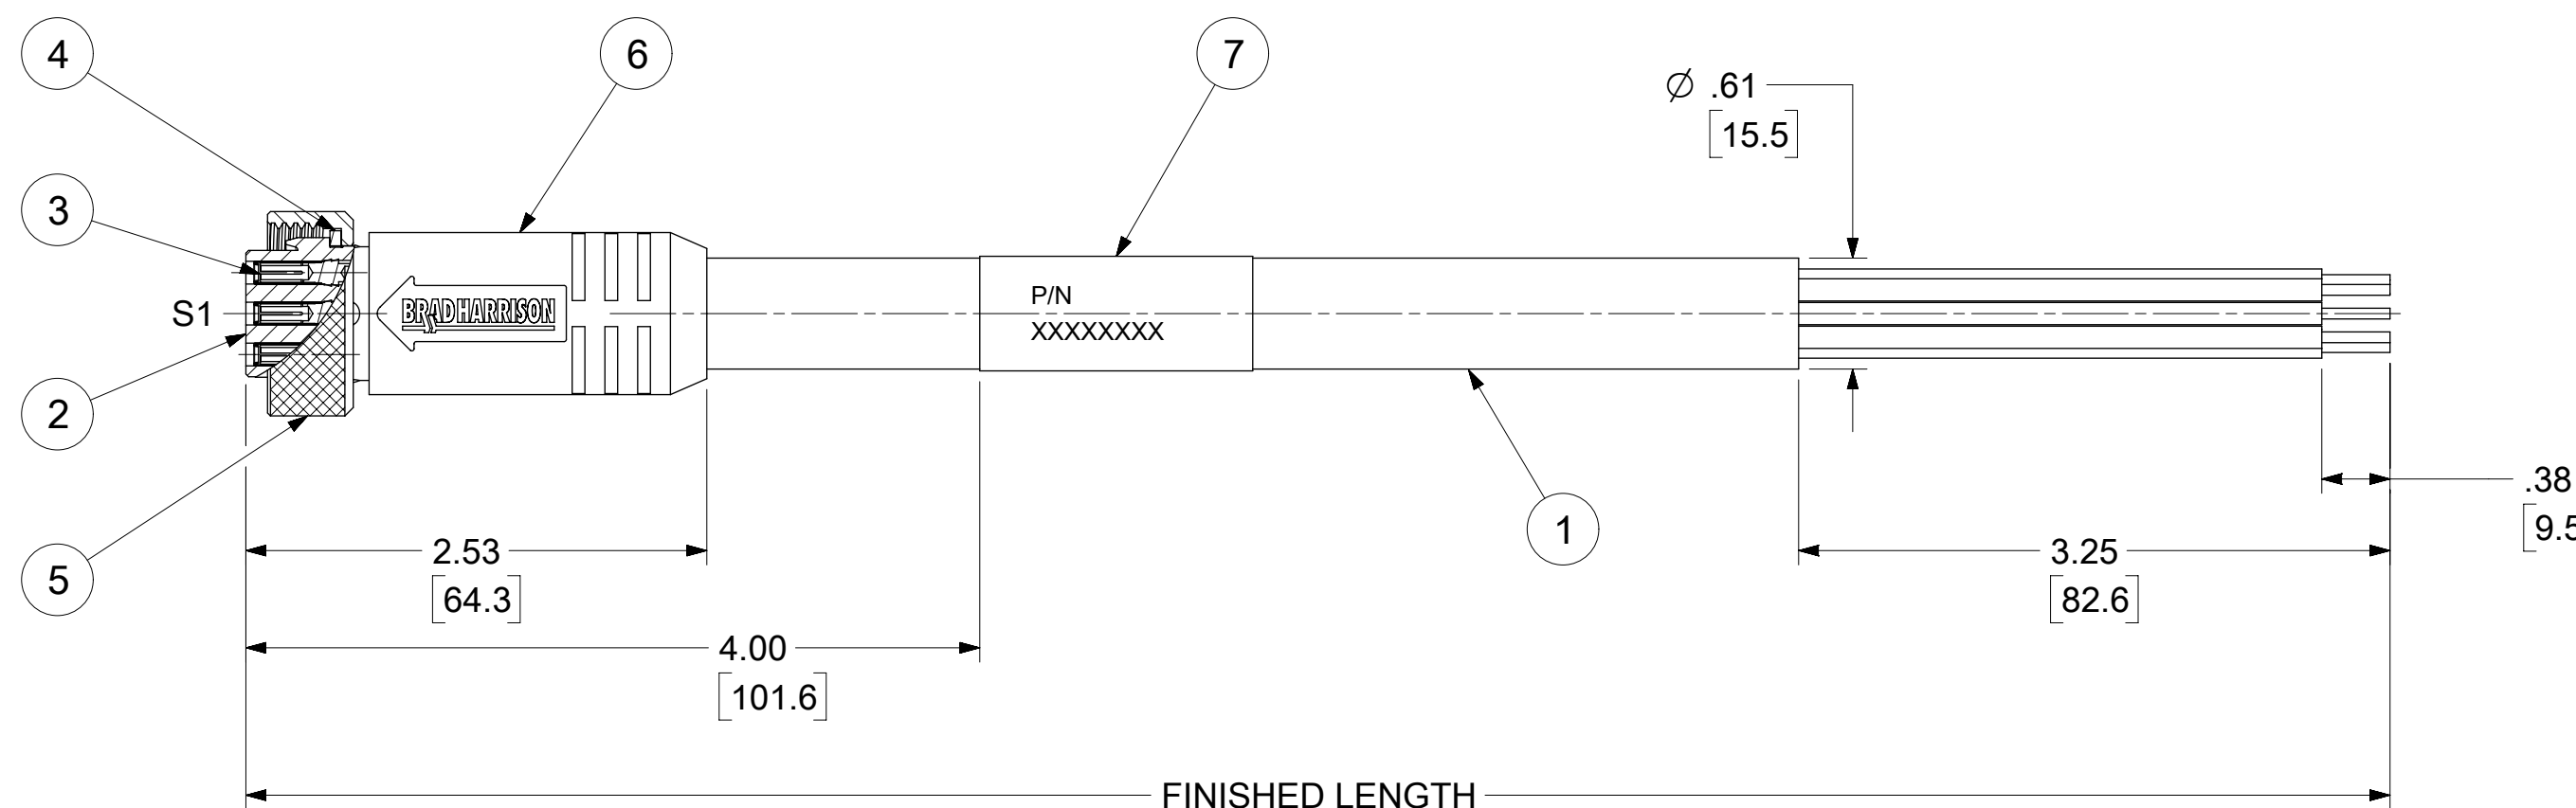 4
6
7
Ø .61
[15.5]
3
S1
BRADHARRISON
P/N
XXXXXXXX
2
.38
1
2.53
3.25
5
[64.3]
[82.6]
4.00
[101.6]
FINISHED LENGTH